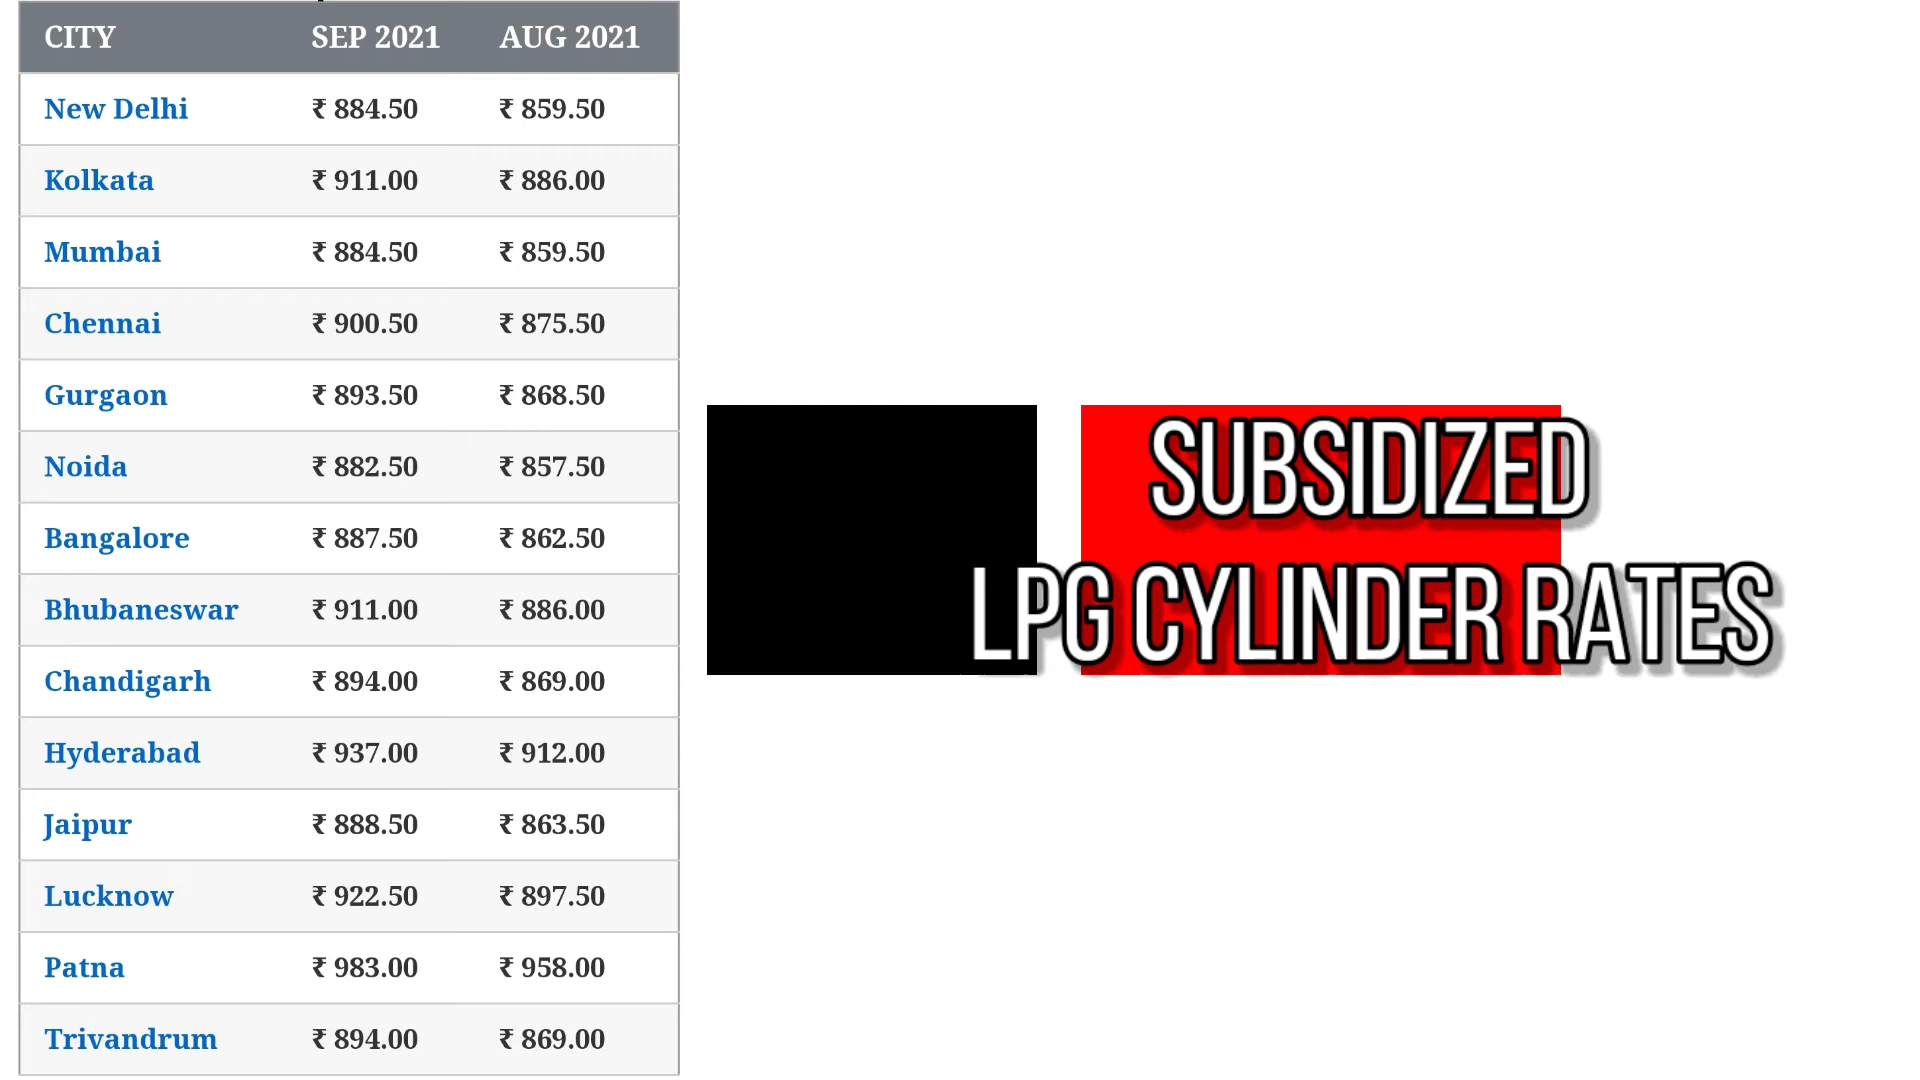 CITY SEP 2021 AUG 2021
New Delhi ₹ 884.50 ₹ 859.50
Kolkata ₹ 911.00 ₹ 886.00
Mumbai ₹ 884.50 ₹ 859.50
Chennai ₹ 900.50 ₹ 875.50
Gurgaon ₹ 893.50 ₹ 868.50
Noida ₹ 882.50 ₹ 857.50
Bangalore ₹ 887.50 ₹ 862.50
Bhubaneswar ₹ 911.00 ₹ 886.00
Chandigarh ₹ 894.00 ₹ 869.00
Hyderabad ₹ 937.00 ₹ 912.00
Jaipur ₹ 888.50 ₹ 863.50
Lucknow ₹ 922.50 ₹ 897.50
Patna ₹ 983.00 ₹ 958.00
Trivandrum ₹ 894.00 ₹ 869.00
SUBSIDIZED
LPG CYLINDER RATES